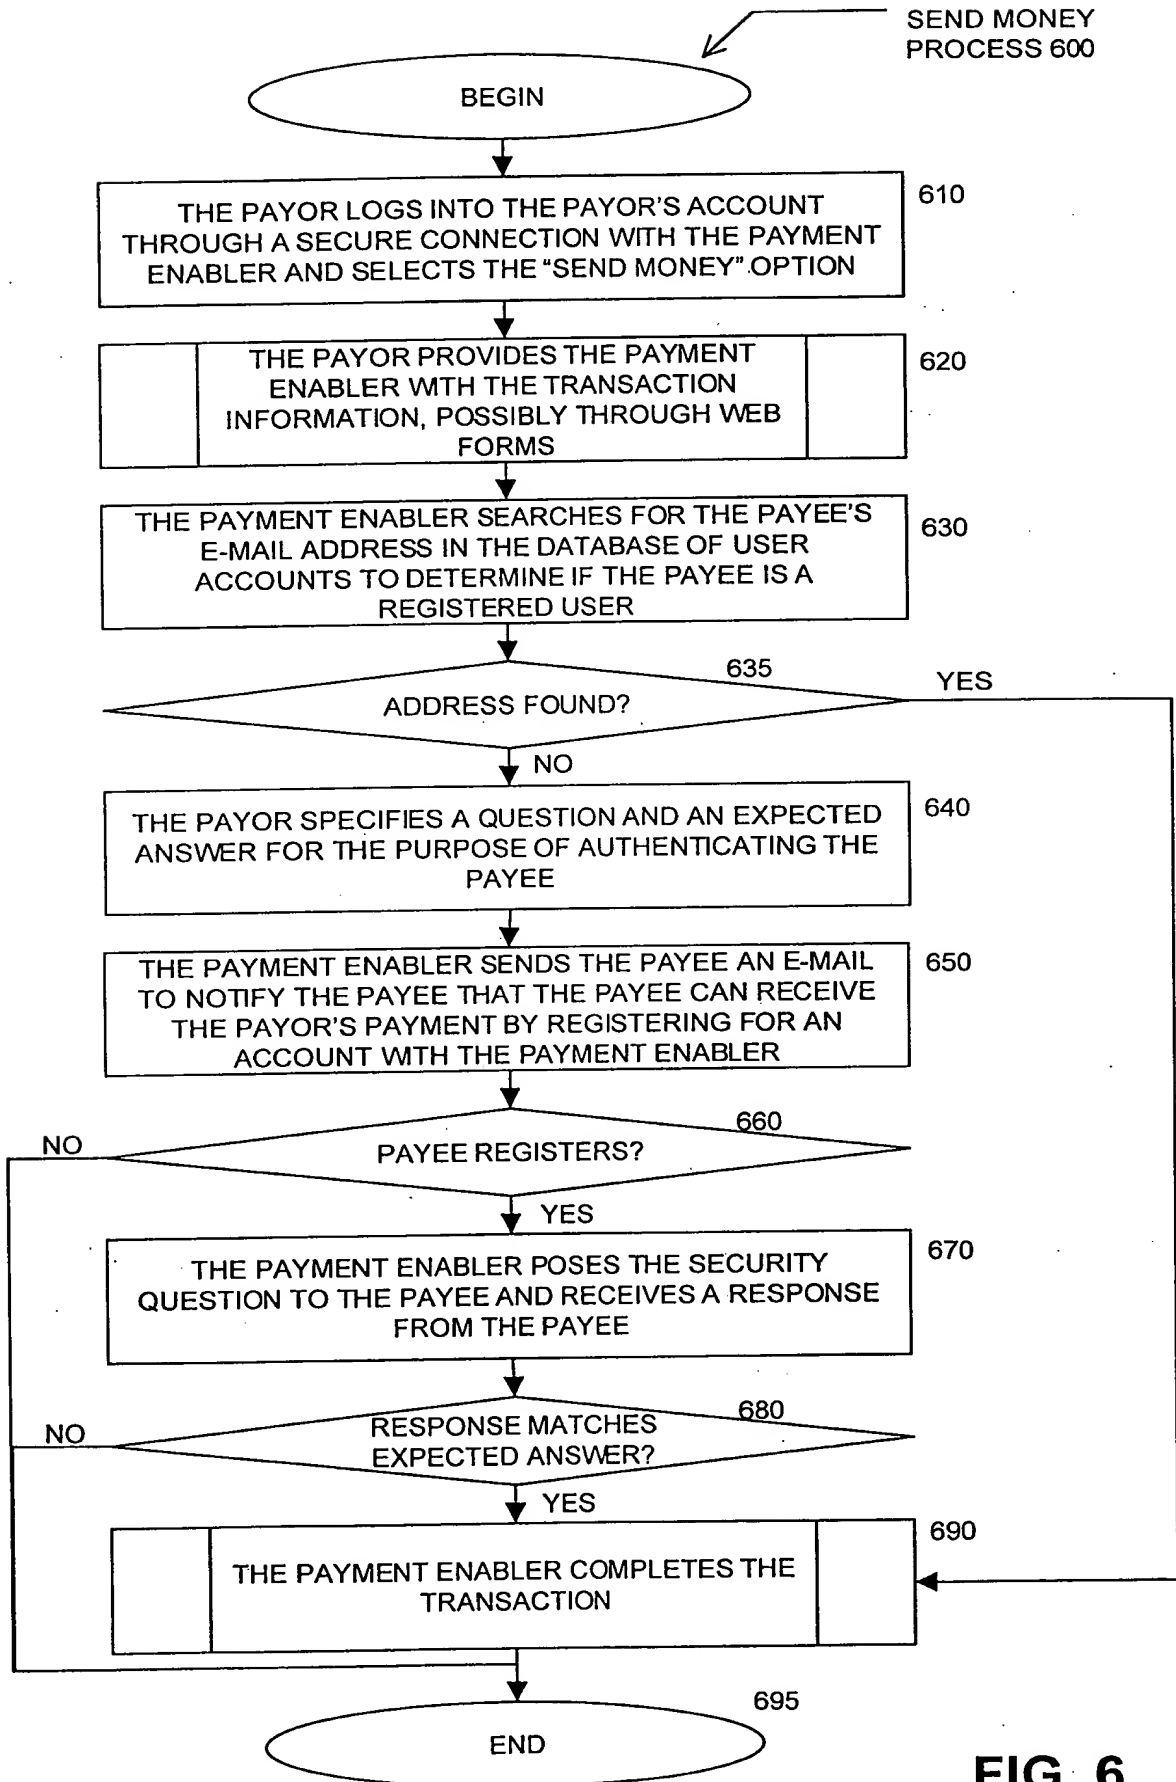 SEND MONEY
PROCESS 600
BEGIN
610
THE PAYOR LOGS INTO THE PAYOR'S ACCOUNT
THROUGH A SECURE CONNECTION WITH THE PAYMENT
ENABLER AND SELECTS THE "SEND MONEY" OPTION
620
THE PAYOR PROVIDES THE PAYMENT
ENABLER WITH THE TRANSACTION
INFORMATION, POSSIBLY THROUGH WEB
FORMS
630
THE PAYMENT ENABLER SEARCHES FOR THE PAYEE'S
E-MAIL ADDRESS IN THE DATABASE OF USER
ACCOUNTS TO DETERMINE IF THE PAYEE IS A
REGISTERED USER
635
YES
ADDRESS FOUND?
NO
640
THE PAYOR SPECIFIES A QUESTION AND AN EXPECTED
ANSWER FOR THE PURPOSE OF AUTHENTICATING THE
PAYEE
650
THE PAYMENT ENABLER SENDS THE PAYEE AN E-MAIL
TO NOTIFY THE PAYEE THAT THE PAYEE CAN RECEIVE
THE PAYOR'S PAYMENT BY REGISTERING FOR AN
ACCOUNT WITH THE PAYMENT ENABLER
660
NO
PAYEE REGISTERS?
YES
670
THE PAYMENT ENABLER POSES THE SECURITY
QUESTION TO THE PAYEE AND RECEIVES A RESPONSE
FROM THE PAYEE
680
NO
RESPONSE MATCHES
EXPECTED ANSWER?
YES
690
THE PAYMENT ENABLER COMPLETES THE
TRANSACTION
695
END
FIG. 6